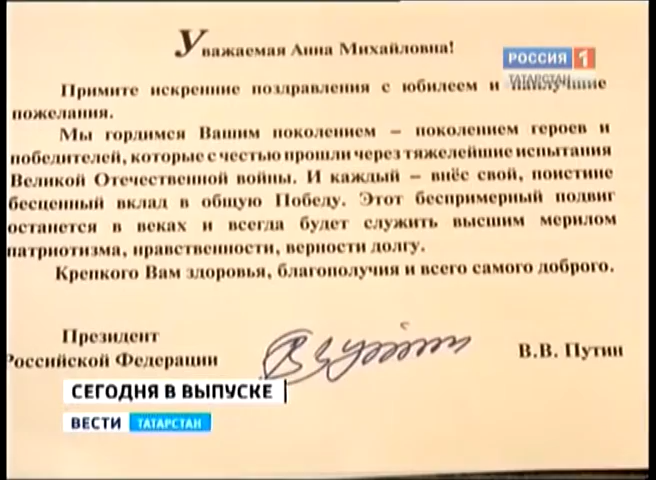 Уважаемая Анна Михайловна!
РОССИЯ 1
ТАТАРСТАН
Примите искренние поздравления с юбилеем и наилучшие
пожелания.
Мы гордимся Вашим поколением – поколением героев и
победителей, которые с честью прошли через тяжелейшие испытания
Великой Отечественной войны. И каждый – внёс свой, поистине
бесценный вклад в общую Победу. Этот беспримерный подвиг
останется в веках и всегда будет служить высшим мерилом
патриотизма, нравственности, верности долгу.
Крепкого Вам здоровья, благополучия и всего самого доброго.
Президент
Российской Федерации
В.В. Путин
СЕГОДНЯ В ВЫПУСКЕ
ВЕСТИ ТАТАРСТАН